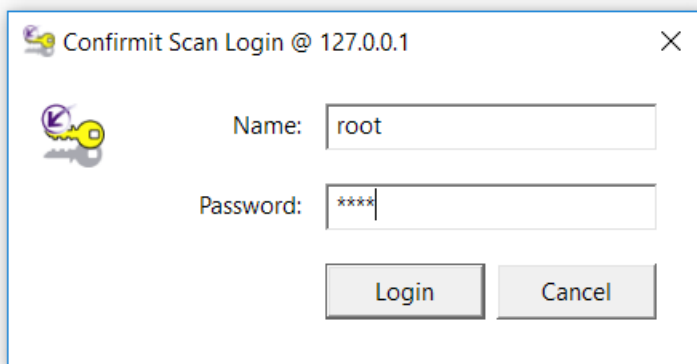 Confirmit Scan Login @ 127.0.0.1
Name: root
Password: ****
Login Cancel